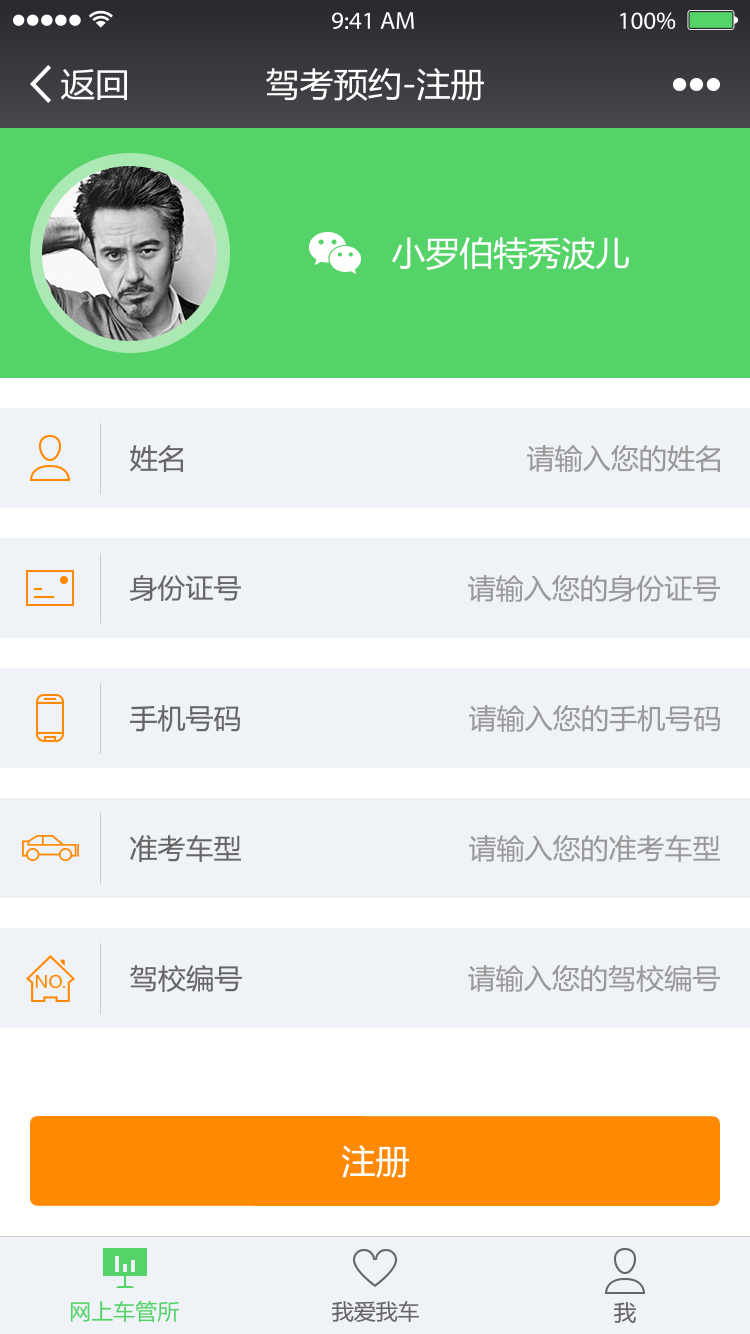 9:41 AM 100%
返回 驾考预约-注册
小罗伯特秀波儿
姓名 请输入您的姓名
身份证号 请输入您的身份证号
手机号码 请输入您的手机号码
准考车型 请输入您的准考车型
NO. 驾校编号 请输入您的驾校编号
注册
网上车管所 我爱我车 我